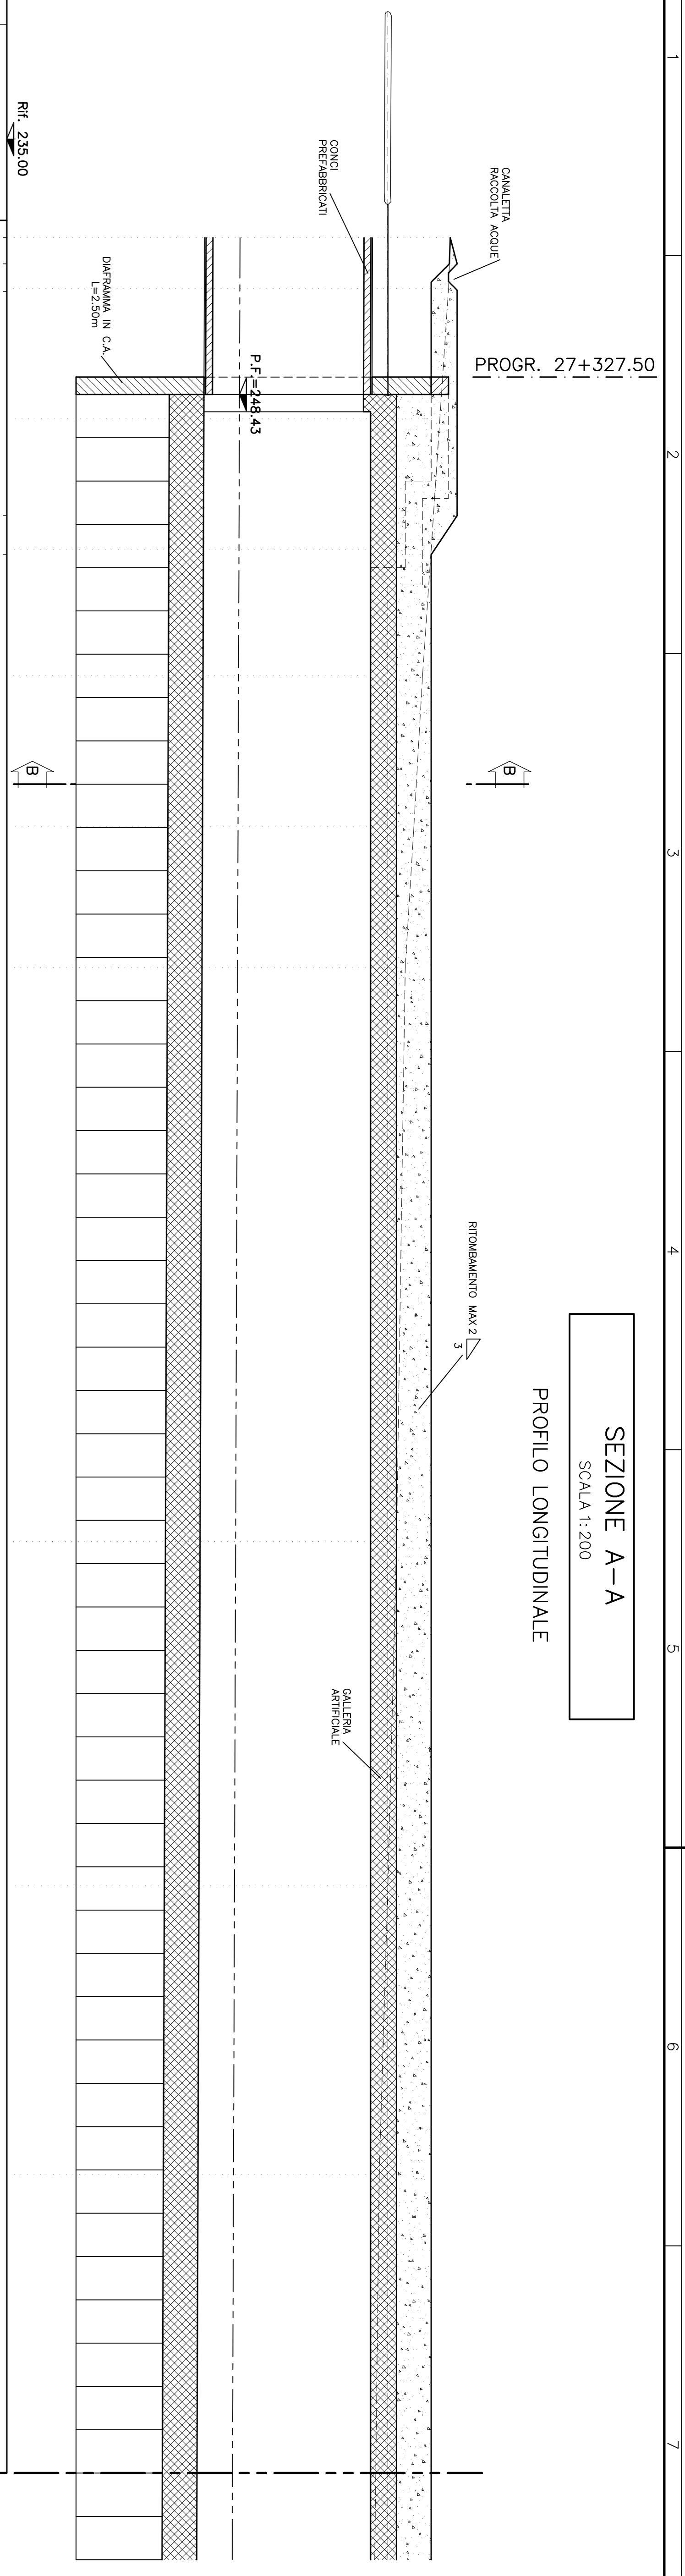 1
2
3
4
5
6
7
SEZIONE A-A
SCALA 1:200
PROFILO LONGITUDINALE
PROGR. 27+327.50
CANALETTA
RACCOLTA ACQUE
CONCI
PREFABBRICATI
RITOMBAMENTO MAX 2
3
B
GALLERIA
ARTIFICIALE
P.F.=248.43
DIAFRAMMA IN C.A.
L=2.50m
B
Rif. 235.00